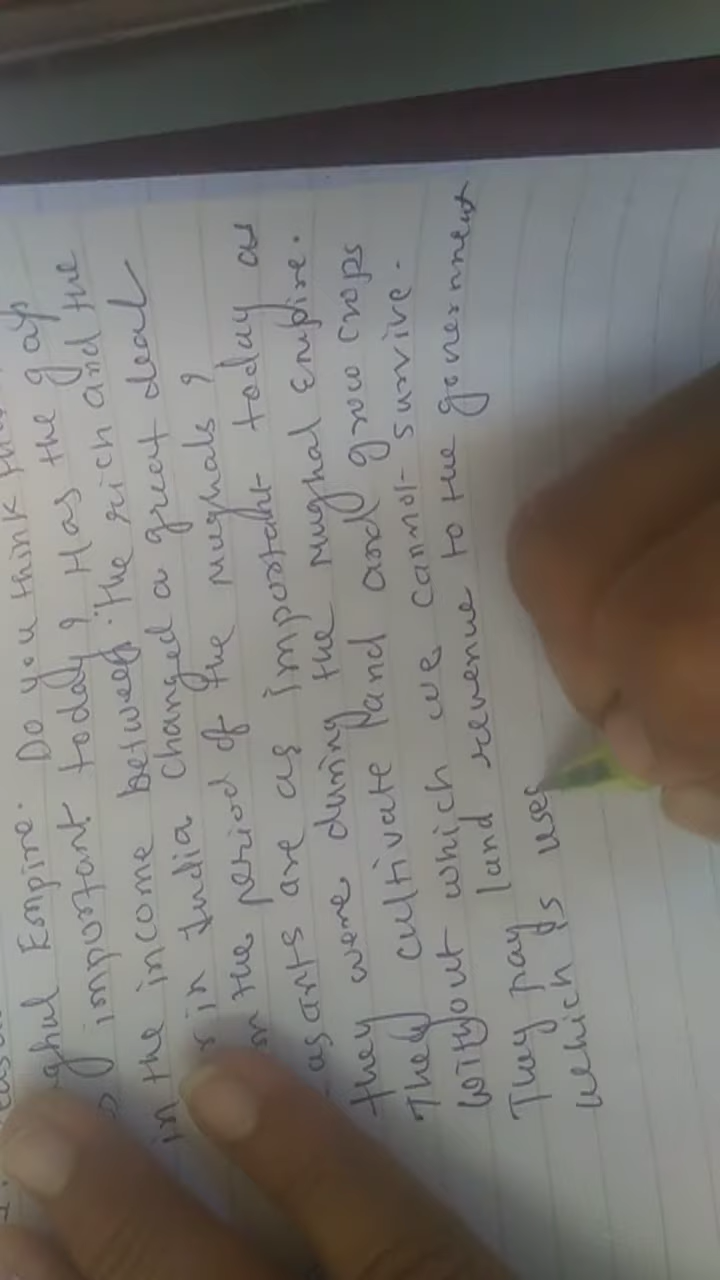 ghul Empire. Do you think
important today? Has the gap
in the income between the rich and the
in India changed a great deal
the period of the Mughals?
asants are as important today as
they were during the Mughal Empire.
They cultivate land and grow crops
without which we cannot survive.
They pay land revenue to the government
which is use